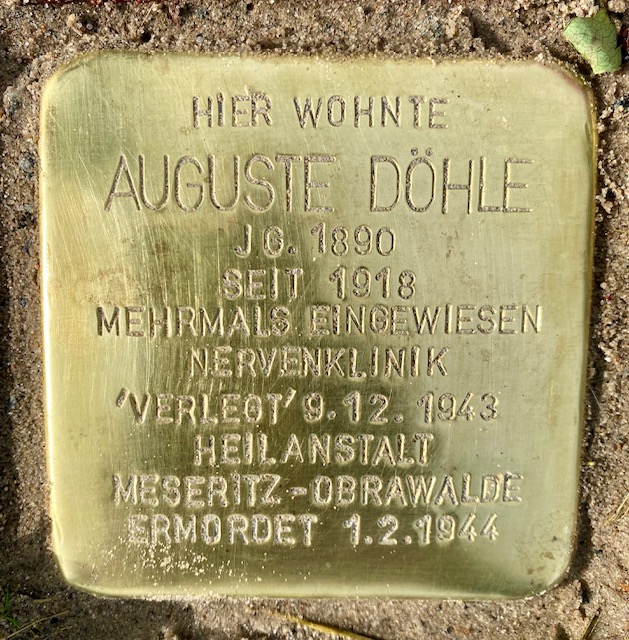 HIER WOHNTE
AUGUSTE DÖHLE
JG. 1890
SEIT 1918
MEHRMALS EINGEWIESEN
NERVENKLINIK
'VERLEGT' 9.12. 1943
HEILANSTALT
MESERITZ-OBRAWALDE
ERMORDET 1.2.1944